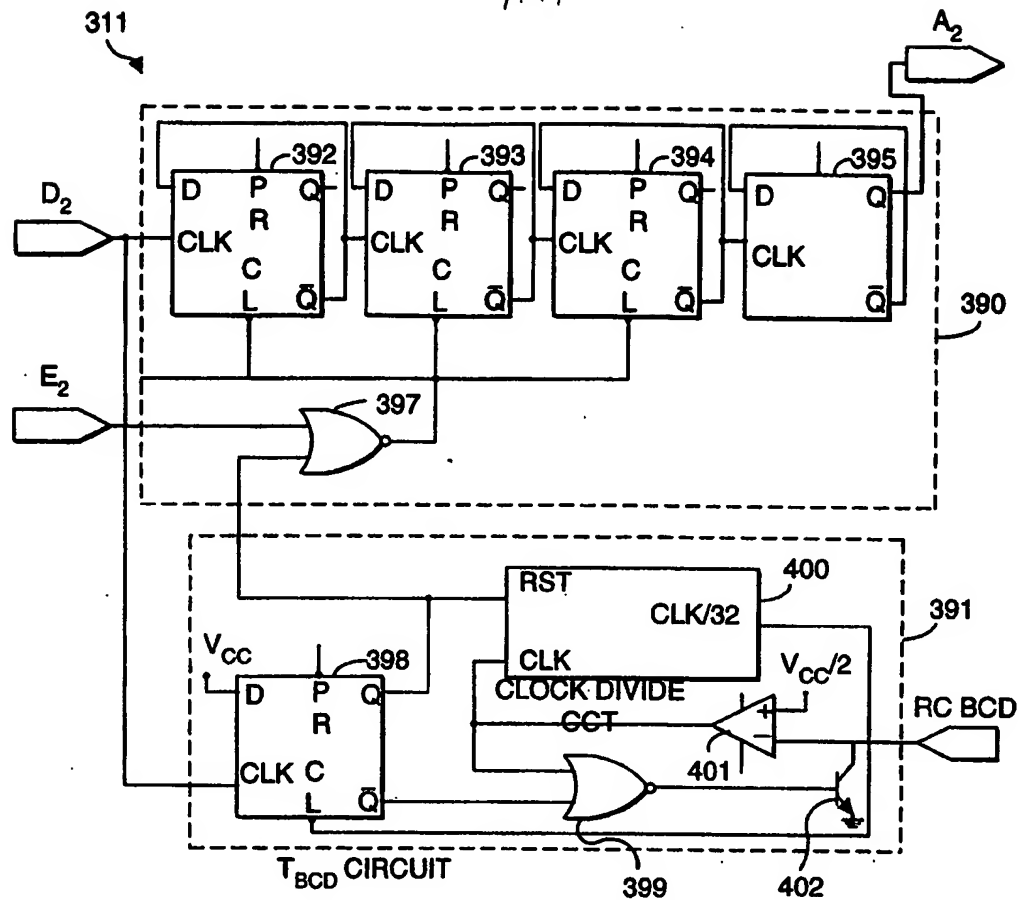 311
A2
392
393
394
395
D P Q
R
CLK
C
L Q̅
D P Q
R
CLK
C
L Q̅
D P Q
R
CLK
C
L Q̅
D Q
CLK
Q̅
D2
390
E2
397
400
RST
CLK/32
391
CLK
VCC
398
CLOCK DIVIDE
CCT
VCC/2
RC BCD
D P Q
R
+
−
401
CLK C
L Q̅
TBCD CIRCUIT
399
402